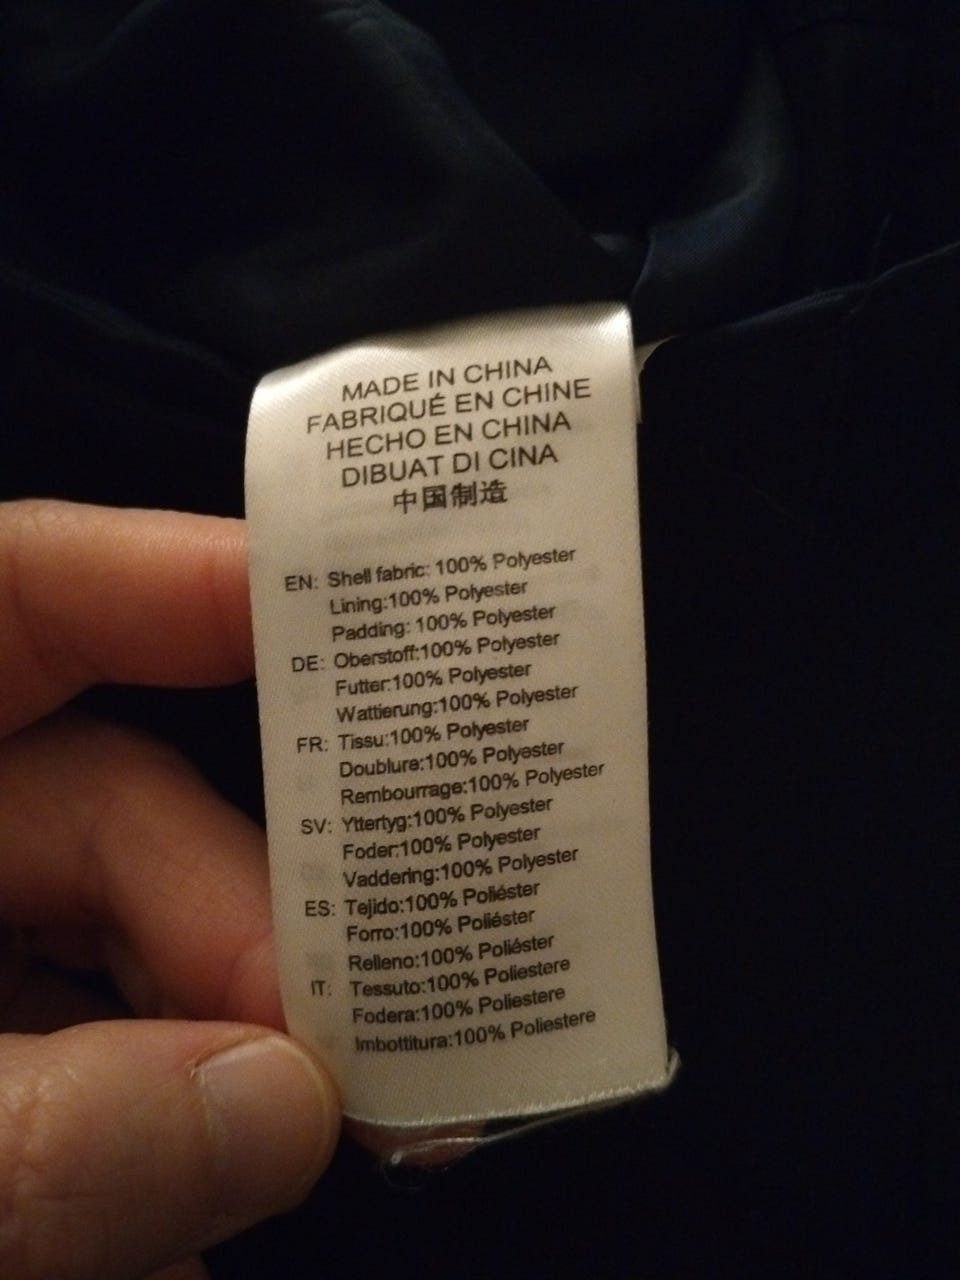 MADE IN CHINA
FABRIQUÉ EN CHINE
HECHO EN CHINA
DIBUAT DI CINA
中国制造
EN: Shell fabric: 100% Polyester
Lining:100% Polyester
Padding: 100% Polyester
DE: Oberstoff:100% Polyester
Futter:100% Polyester
Wattierung:100% Polyester
FR: Tissu:100% Polyester
Doublure:100% Polyester
Rembourrage:100% Polyester
SV: Yttertyg:100% Polyester
Foder:100% Polyester
Vaddering:100% Polyester
ES: Tejido:100% Poliéster
Forro:100% Poliéster
Relleno:100% Poliéster
IT: Tessuto:100% Poliestere
Fodera:100% Poliestere
Imbottitura:100% Poliestere